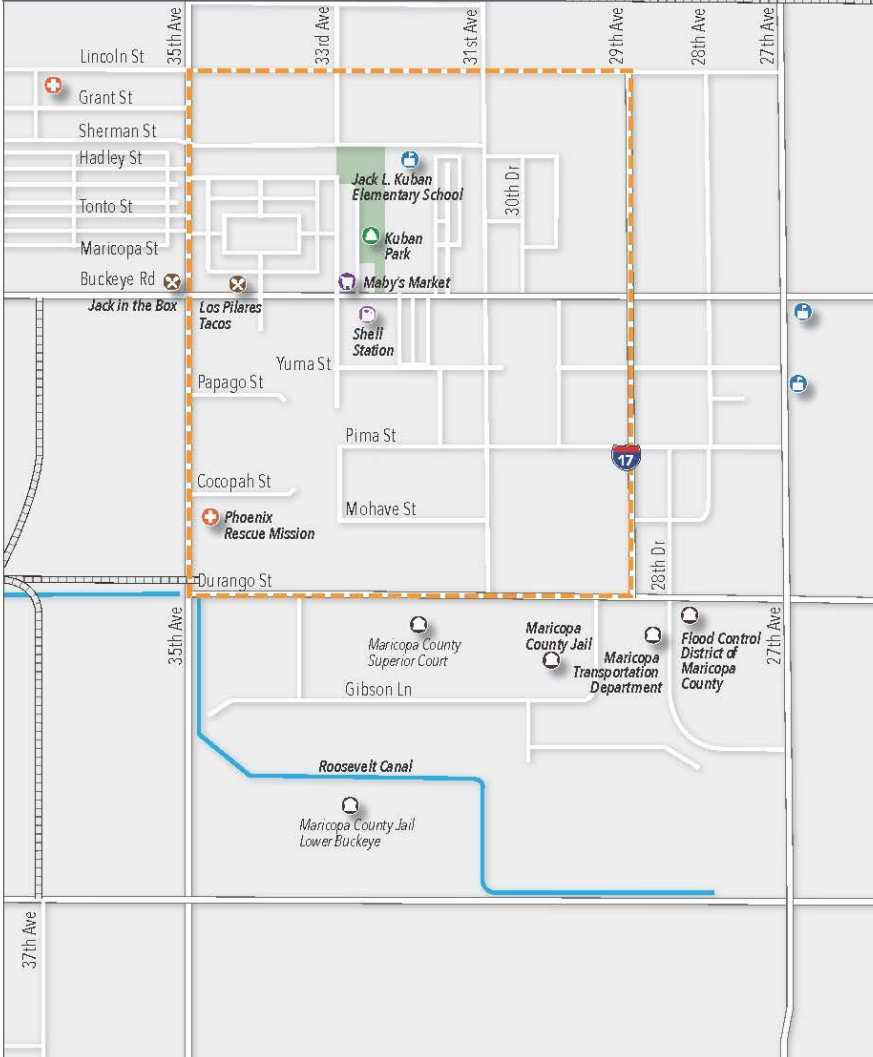 35th Ave
33rd Ave
31st Ave
29th Ave
28th Ave
27th Ave
Lincoln St
Grant St
Sherman St
Hadley St
Jack L. Kuban
Elementary School
30th Dr
Tonto St
Maricopa St
Kuban
Park
Buckeye Rd
Maby's Market
Jack in the Box
Los Pilares
Tacos
Shell
Station
Yuma St
Papago St
Pima St
17
Cocopah St
Mohave St
Phoenix
Rescue Mission
28th Dr
Durango St
35th Ave
Maricopa County
Superior Court
Maricopa
County Jail
Maricopa
Transportation
Department
Flood Control
District of
Maricopa
County
27th Ave
Gibson Ln
Roosevelt Canal
Maricopa County Jail
Lower Buckeye
37th Ave